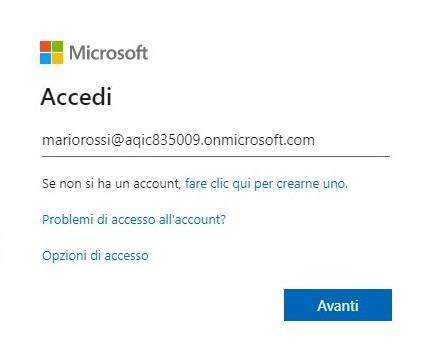 Microsoft
Accedi
mariorossi@aqic835009.onmicrosoft.com
Se non si ha un account, fare clic qui per crearne uno.
Problemi di accesso all'account?
Opzioni di accesso
Avanti